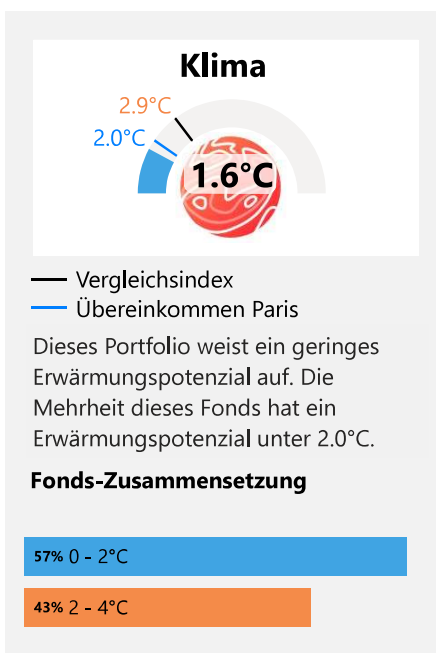 Klima
2.9°C
2.0°C
1.6°C
Vergleichsindex
Übereinkommen Paris
Dieses Portfolio weist ein geringes
Erwärmungspotenzial auf. Die
Mehrheit dieses Fonds hat ein
Erwärmungspotenzial unter 2.0°C.
Fonds-Zusammensetzung
57% 0 - 2°C
43% 2 - 4°C